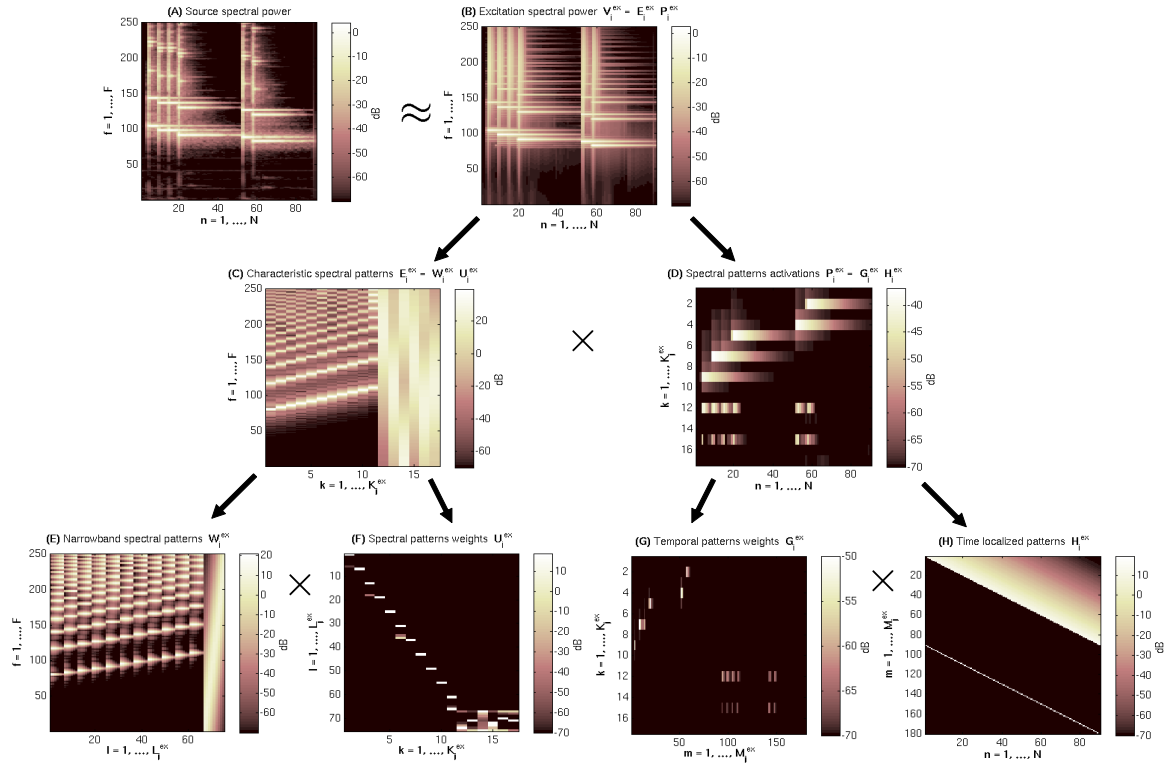 (A) Source spectral power
250
200
150
100
50
f = 1, ..., F
20 40 60 80
n = 1, ..., N
0
-10
-20
-30
-40
-50
-60
dB
≈
(B) Excitation spectral power V_j^ex = E_j^ex P_j^ex
250
200
150
100
50
f = 1, ..., F
20 40 60 80
n = 1, ..., N
0
-10
-20
-30
-40
-50
-60
dB
(C) Characteristic spectral patterns E_j^ex = W_j^ex U_j^ex
250
200
150
100
50
f = 1, ..., F
5 10 15
k = 1, ..., K_j^ex
20
0
-20
-40
-60
dB
×
(D) Spectral patterns activations P_j^ex = G_j^ex H_j^ex
2
4
6
8
10
12
14
16
k = 1, ..., K_j^ex
20 40 60 80
n = 1, ..., N
-40
-45
-50
-55
-60
-65
-70
dB
(E) Narrowband spectral patterns W_j^ex
250
200
150
100
50
f = 1, ..., F
20 40 60
l = 1, ..., L_j^ex
20
10
0
-10
-20
-30
-40
-50
-60
dB
×
(F) Spectral patterns weights U_j^ex
10
20
30
40
50
60
70
l = 1, ..., L_j^ex
5 10 15
k = 1, ..., K_j^ex
10
0
-10
-20
-30
-40
-50
-60
-70
dB
(G) Temporal patterns weights G_j^ex
2
4
6
8
10
12
14
16
k = 1, ..., K_j^ex
50 100 150
m = 1, ..., M_j^ex
-50
-55
-60
-65
-70
dB
×
(H) Time localized patterns H_j^ex
20
40
60
80
100
120
140
160
180
m = 1, ..., M_j^ex
20 40 60 80
n = 1, ..., N
10
0
-10
-20
-30
-40
-50
-60
-70
dB